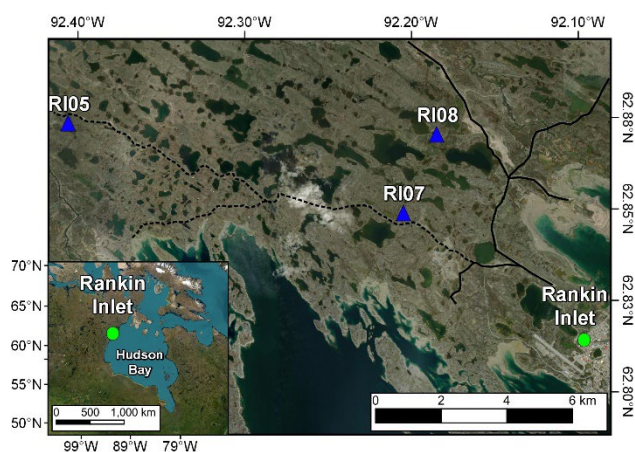 92.40°W
92.30°W
92.20°W
92.10°W
RI05
RI08
62.88°N
RI07
62.85°N
70°N
Rankin
Inlet
65°N
60°N
Hudson
Bay
55°N
50°N
0 500 1,000 km
99°W
89°W
79°W
Rankin
Inlet
62.83°N
0 2 4 6 km
62.80°N